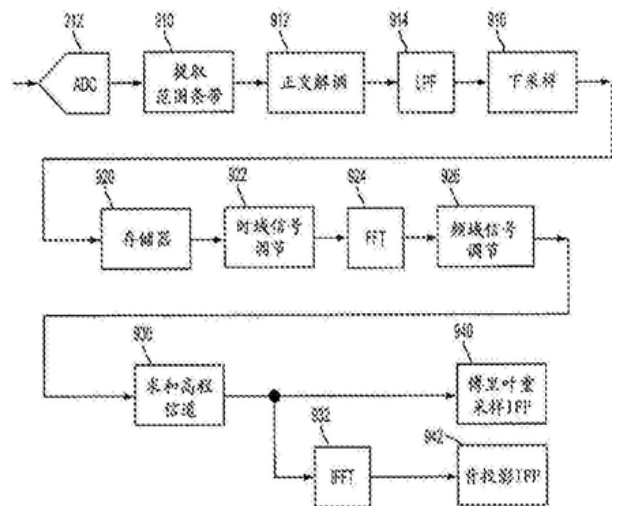 212
910
912
914
916
ADC
提取
范围条带
正交解调
LPF
下采样
920
922
924
926
存储器
时域信号
调节
FFT
频域信号
调节
930
940
求和高程
信道
傅里叶重
采样IFP
932
942
IFFT
背投影IFP